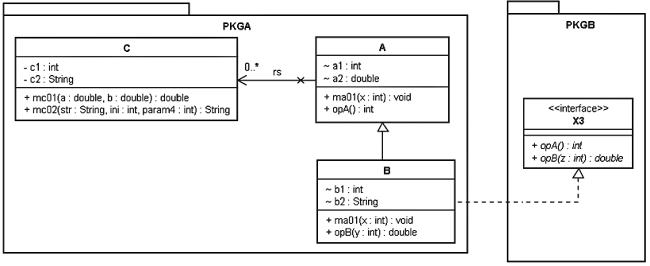 PKGA
C
- c1 : int
- c2 : String
+ mc01(a : double, b : double) : double
+ mc02(str : String, ini : int, param4 : int) : String
0..*
rs
A
~ a1 : int
~ a2 : double
+ ma01(x : int) : void
+ opA() : int
B
~ b1 : int
~ b2 : String
+ ma01(x : int) : void
+ opB(y : int) : double
PKGB
<<interface>>
X3
+ opA() : int
+ opB(z : int) : double